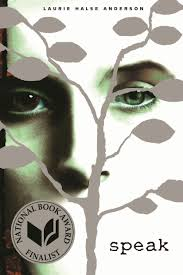 LAURIE HALSE ANDERSON
NATIONAL BOOK AWARD
FINALIST
speak